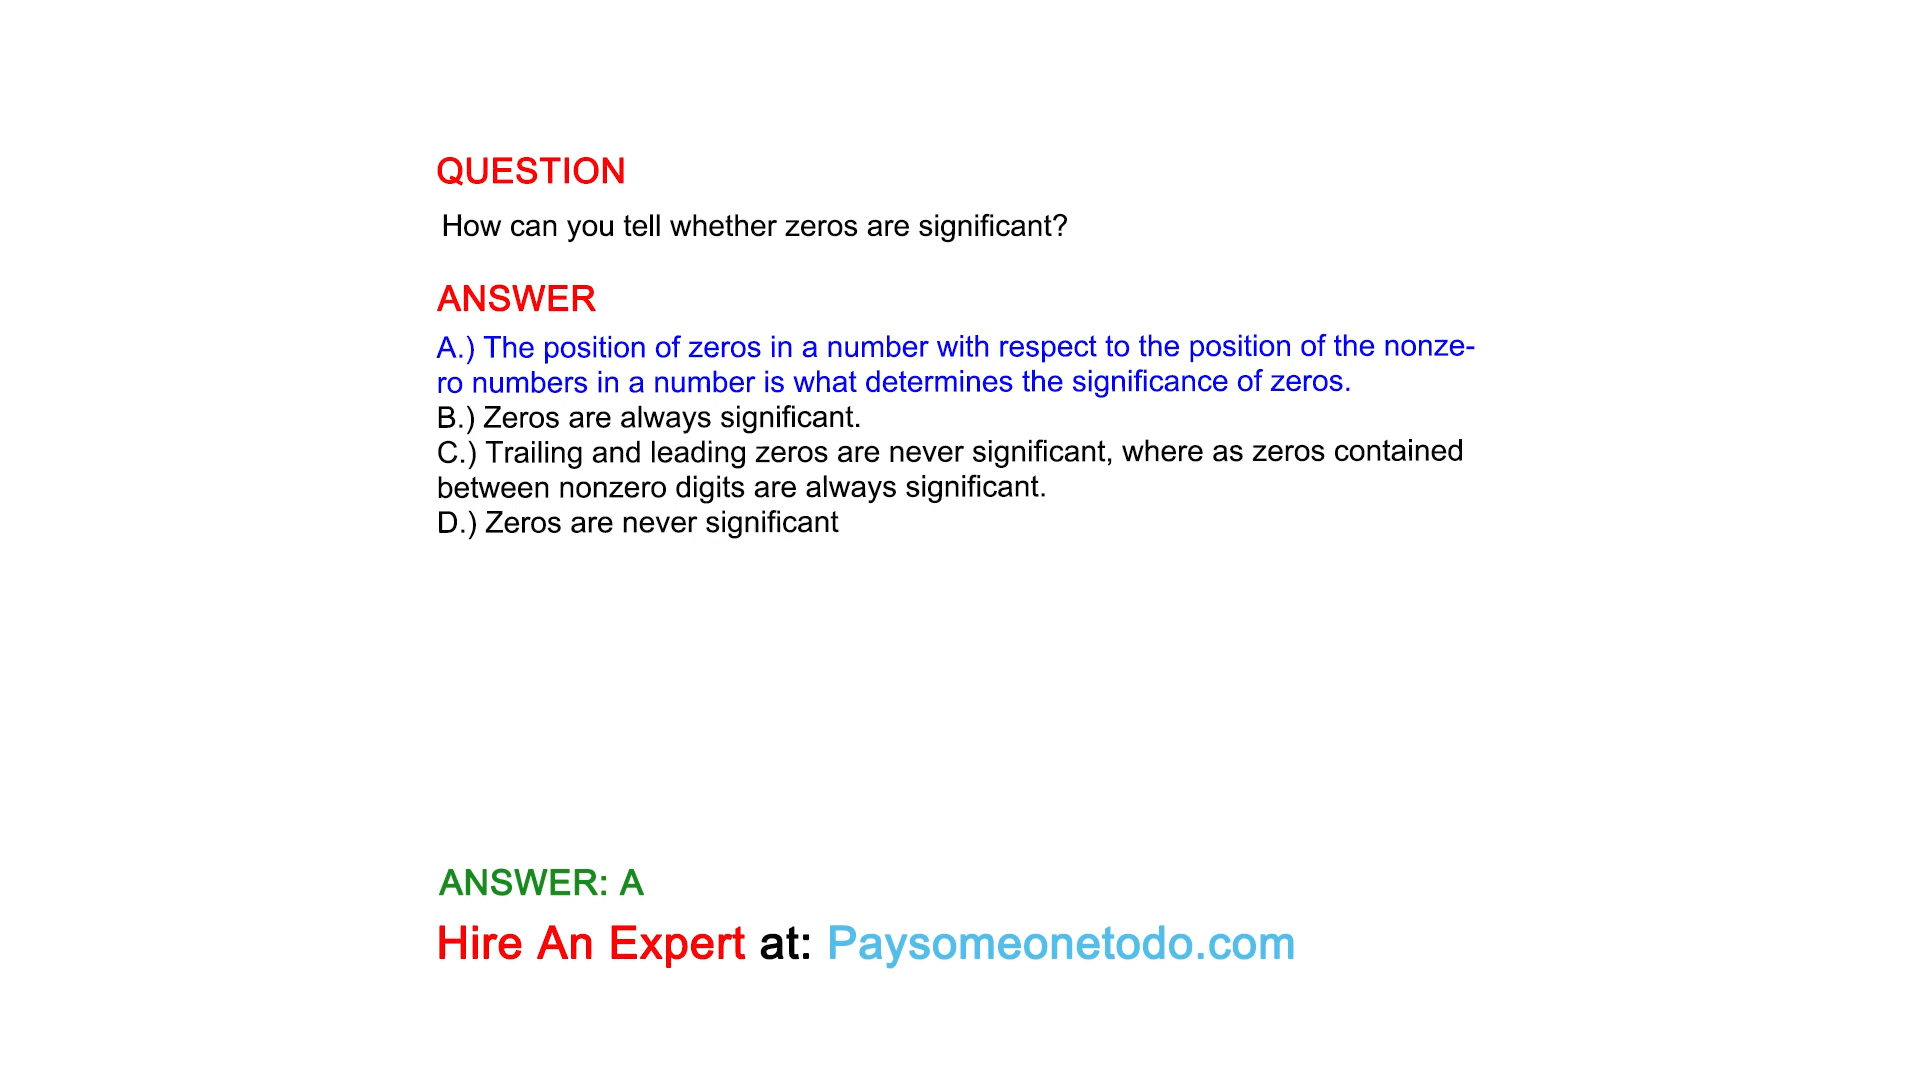 QUESTION
How can you tell whether zeros are significant?
ANSWER
A.) The position of zeros in a number with respect to the position of the nonze-
ro numbers in a number is what determines the significance of zeros.
B.) Zeros are always significant.
C.) Trailing and leading zeros are never significant, where as zeros contained
between nonzero digits are always significant.
D.) Zeros are never significant
ANSWER: A
Hire An Expert at: Paysomeonetodo.com